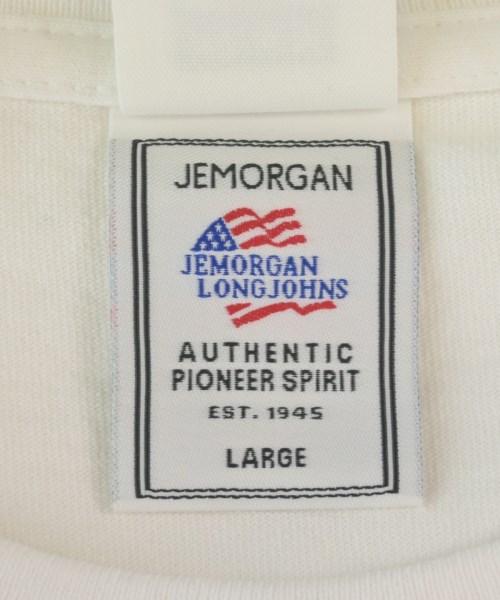 JEMORGAN
JEMORGAN
LONGJOHNS
AUTHENTIC
PIONEER SPIRIT
EST. 1945
LARGE